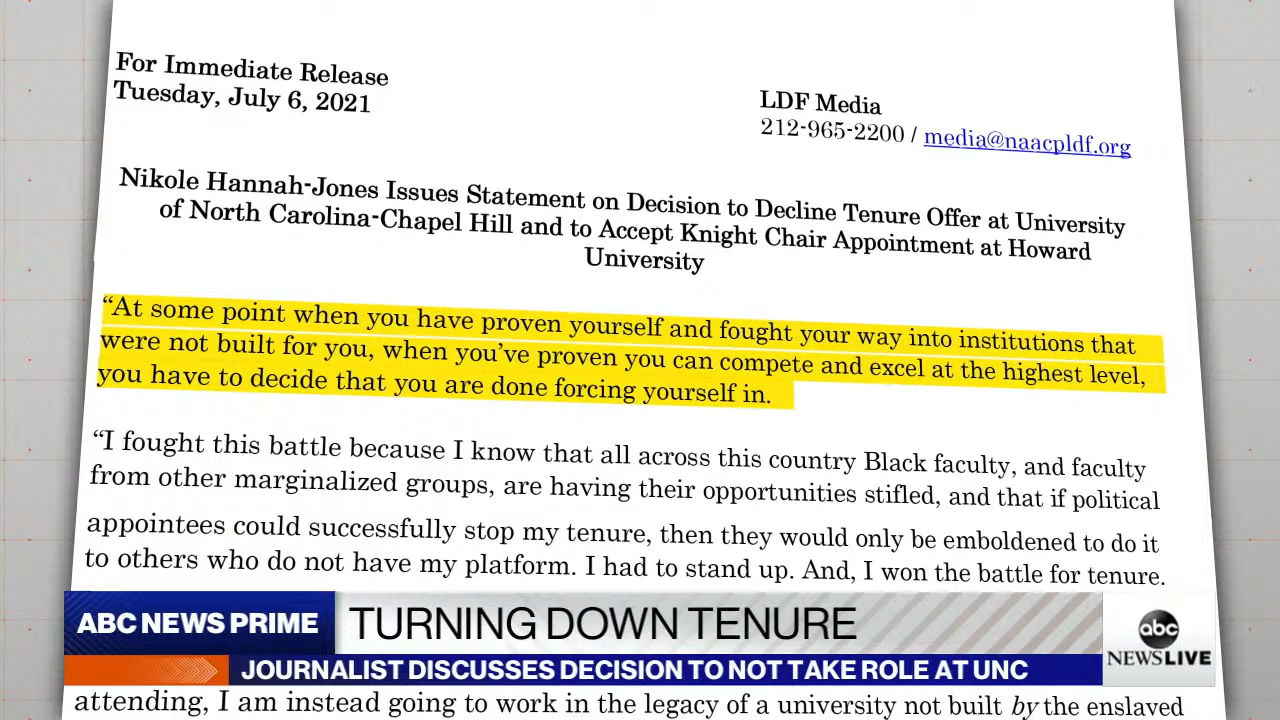 For Immediate Release
Tuesday, July 6, 2021
LDF Media
212-965-2200 / media@naacpldf.org
Nikole Hannah-Jones Issues Statement on Decision to Decline Tenure Offer at University
of North Carolina-Chapel Hill and to Accept Knight Chair Appointment at Howard
University
“At some point when you have proven yourself and fought your way into institutions that
were not built for you, when you’ve proven you can compete and excel at the highest level,
you have to decide that you are done forcing yourself in.
“I fought this battle because I know that all across this country Black faculty, and faculty
from other marginalized groups, are having their opportunities stifled, and that if political
appointees could successfully stop my tenure, then they would only be emboldened to do it
to others who do not have my platform. I had to stand up. And, I won the battle for tenure.
ABC NEWS PRIME
TURNING DOWN TENURE
JOURNALIST DISCUSSES DECISION TO NOT TAKE ROLE AT UNC
abc
NEWS LIVE
attending, I am instead going to work in the legacy of a university not built by the enslaved